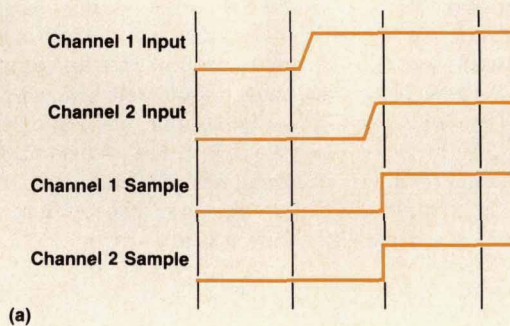 Channel 1 Input
Channel 2 Input
Channel 1 Sample
Channel 2 Sample
(a)